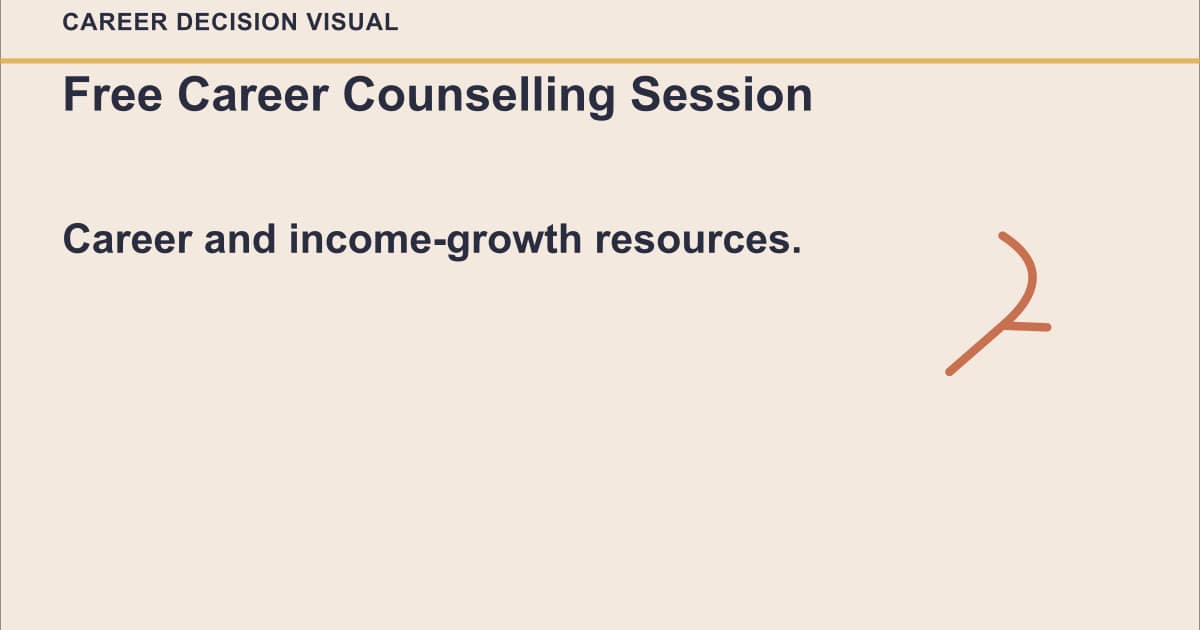 CAREER DECISION VISUAL
Free Career Counselling Session
Career and income-growth resources.